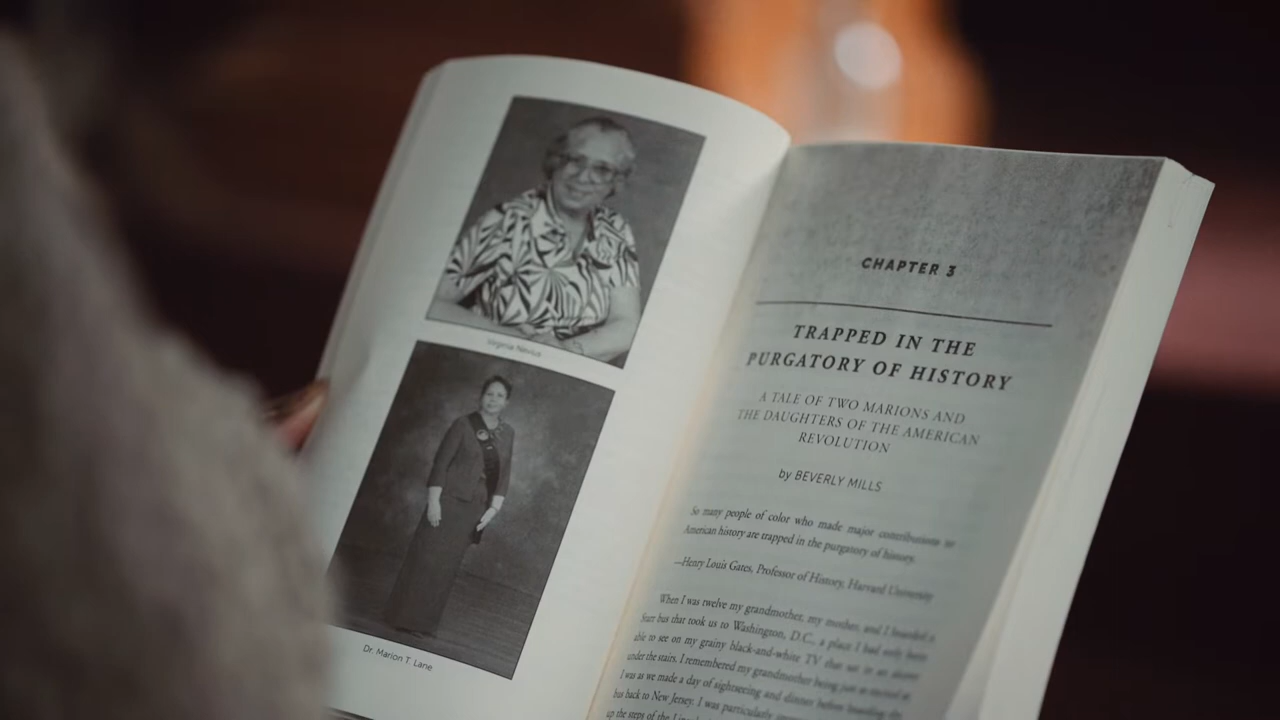 Virginia Nevius
Dr. Marion T. Lane
CHAPTER 3
TRAPPED IN THE
PURGATORY OF HISTORY
A TALE OF TWO MARIONS AND
THE DAUGHTERS OF THE AMERICAN
REVOLUTION
by BEVERLY MILLS
So many people of color who made major contributions to
American history are trapped in the purgatory of history.
—Henry Louis Gates, Professor of History, Harvard University
When I was twelve my grandmother, my mother, and I boarded a
Starr bus that took us to Washington, D.C., a place I had only been
able to see on my grainy black-and-white TV that sat in an alcove
under the stairs. I remembered my grandmother being just as excited as
I was as we made a day of sightseeing and dinner before boarding the
bus back to New Jersey. I was particularly
up the steps of the